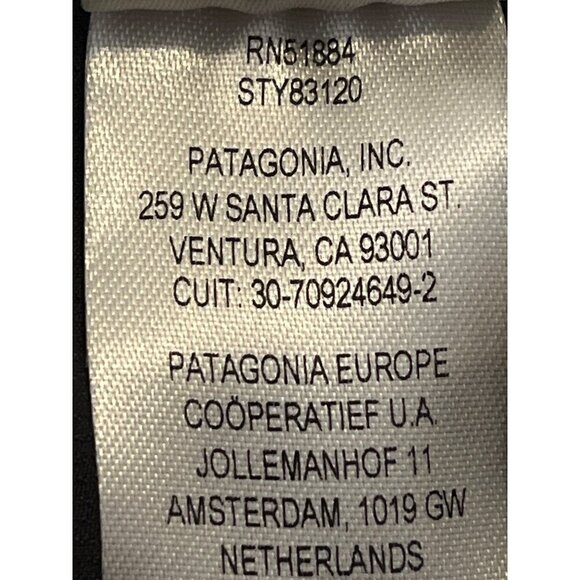 RN51884
STY83120
PATAGONIA, INC.
259 W SANTA CLARA ST.
VENTURA, CA 93001
CUIT: 30-70924649-2
PATAGONIA EUROPE
COÖPERATIEF U.A.
JOLLEMANHOF 11
AMSTERDAM, 1019 GW
NETHERLANDS